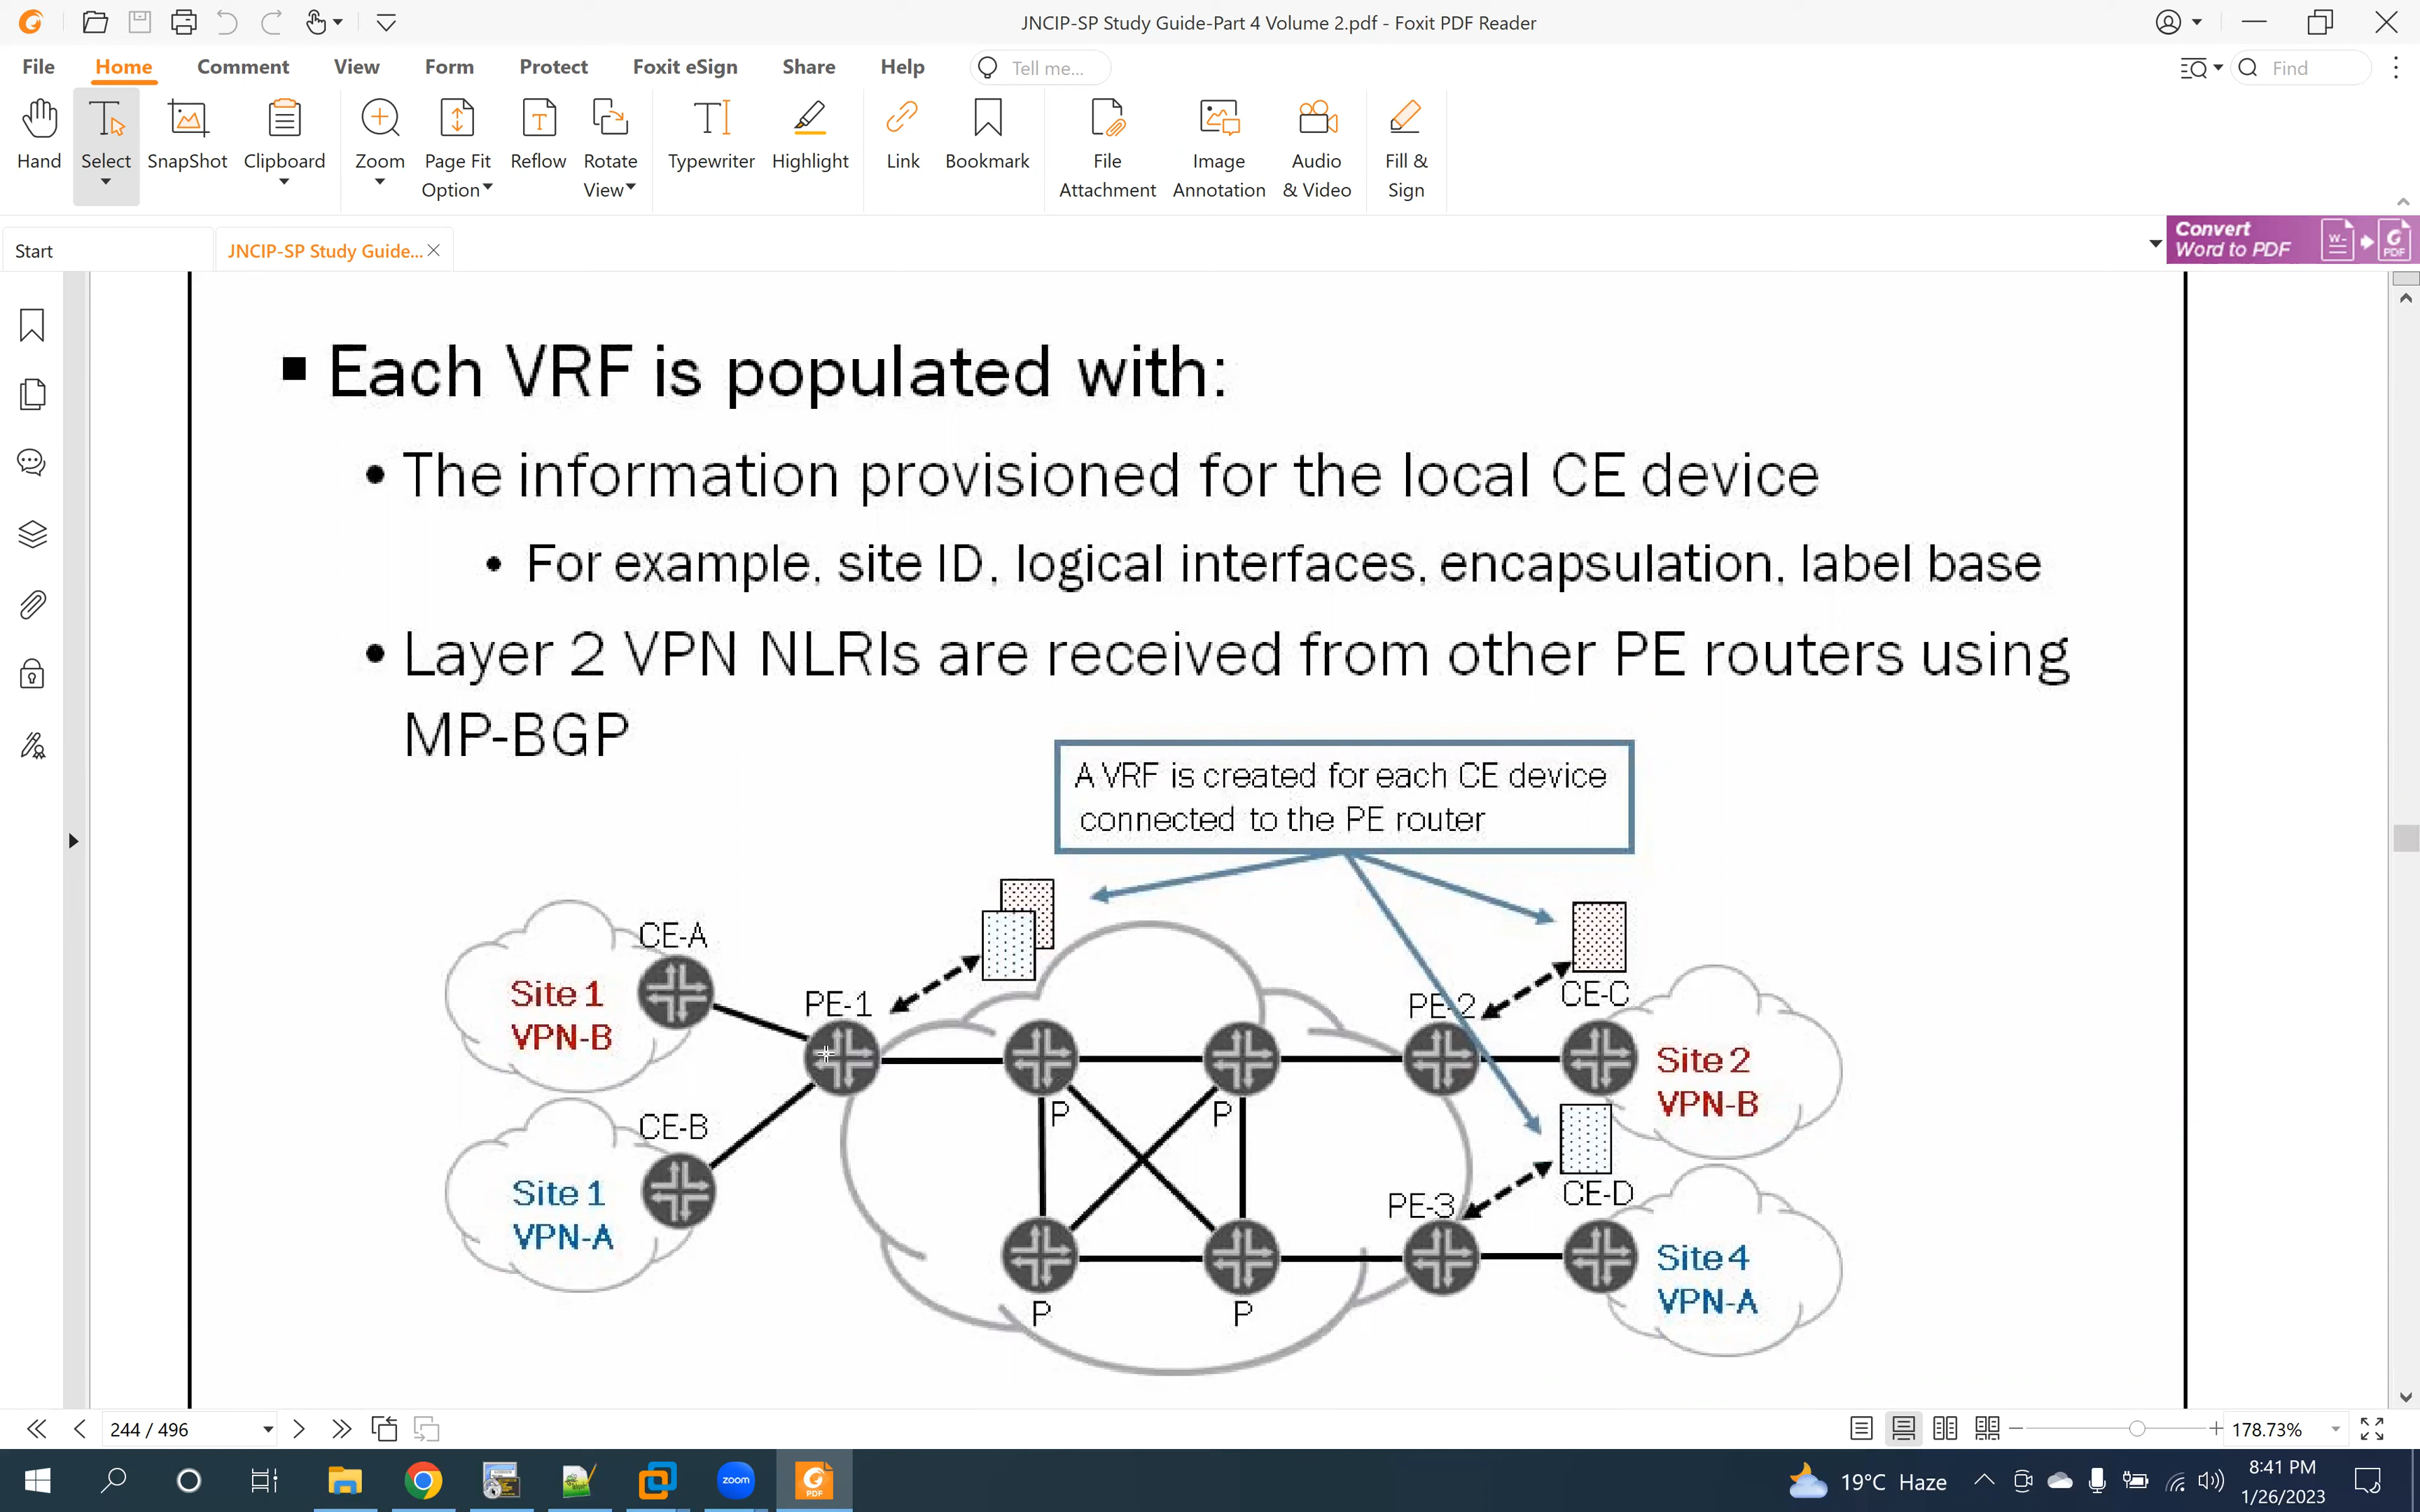 JNCIP-SP Study Guide-Part 4 Volume 2.pdf - Foxit PDF Reader
File Home Comment View Form Protect Foxit eSign Share Help Tell me... Find
Hand Select SnapShot Clipboard Zoom Page Fit Option Reflow Rotate View Typewriter Highlight Link Bookmark File Attachment Image Annotation Audio & Video Fill & Sign
Start JNCIP-SP Study Guide...
Convert
Word to PDF
W
PDF
■ Each VRF is populated with:
• The information provisioned for the local CE device
• For example, site ID, logical interfaces, encapsulation, label base
• Layer 2 VPN NLRIs are received from other PE routers using
MP-BGP
A VRF is created for each CE device
connected to the PE router
CE-A
Site 1
VPN-B
PE-1
CE-B
Site 1
VPN-A
P
P
P
P
PE-2
CE-C
Site 2
VPN-B
PE-3
CE-D
Site 4
VPN-A
244 / 496
178.73%
zoom
PDF
19°C Haze
8:41 PM
1/26/2023